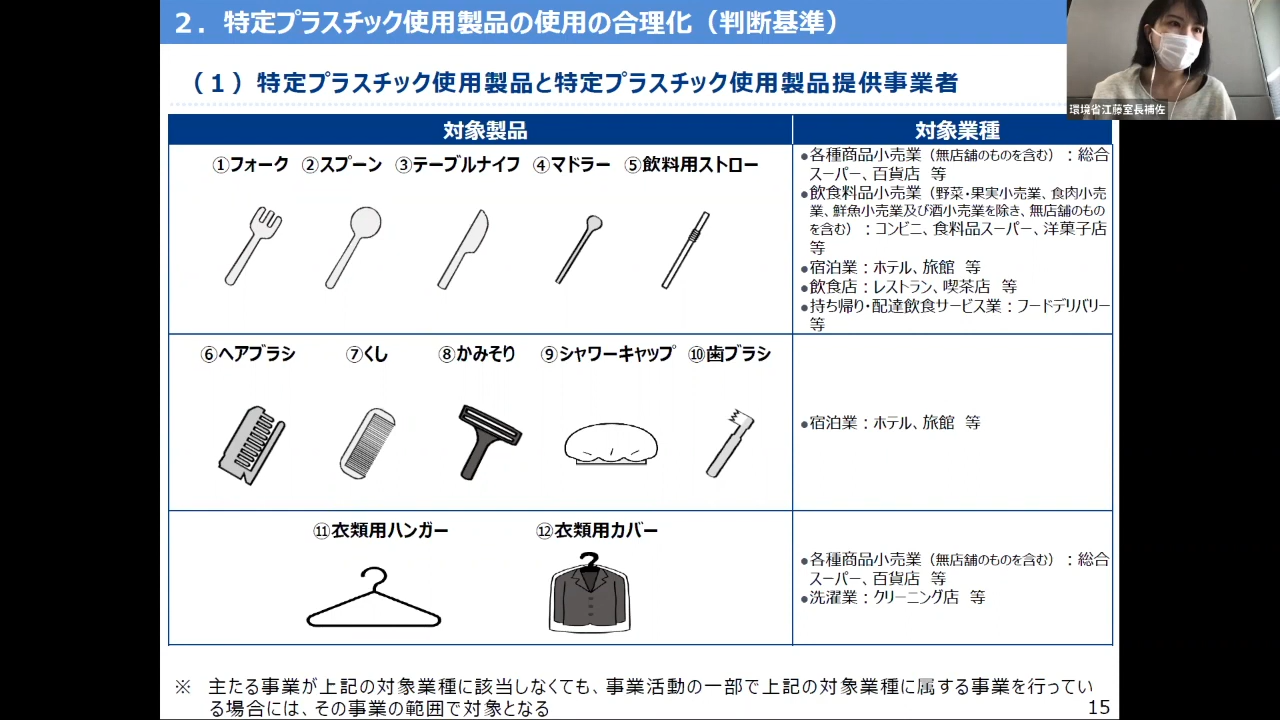 ２．特定プラスチック使用製品の使用の合理化（判断基準）
環境省江藤室長補佐
（１）特定プラスチック使用製品と特定プラスチック使用製品提供事業者
対象製品
対象業種
①フォーク ②スプーン ③テーブルナイフ ④マドラー ⑤飲料用ストロー
●各種商品小売業（無店舗のものを含む）：総合
スーパー、百貨店 等
●飲食料品小売業（野菜・果実小売業、食肉小売
業、鮮魚小売業及び酒小売業を除き、無店舗のもの
を含む）：コンビニ、食料品スーパー、洋菓子店
等
●宿泊業：ホテル、旅館 等
●飲食店：レストラン、喫茶店 等
●持ち帰り・配達飲食サービス業：フードデリバリー
等
⑥ヘアブラシ ⑦くし ⑧かみそり ⑨シャワーキャップ ⑩歯ブラシ
●宿泊業：ホテル、旅館 等
⑪衣類用ハンガー ⑫衣類用カバー
●各種商品小売業（無店舗のものを含む）：総合
スーパー、百貨店 等
●洗濯業：クリーニング店 等
※ 主たる事業が上記の対象業種に該当しなくても、事業活動の一部で上記の対象業種に属する事業を行ってい
る場合には、その事業の範囲で対象となる
15